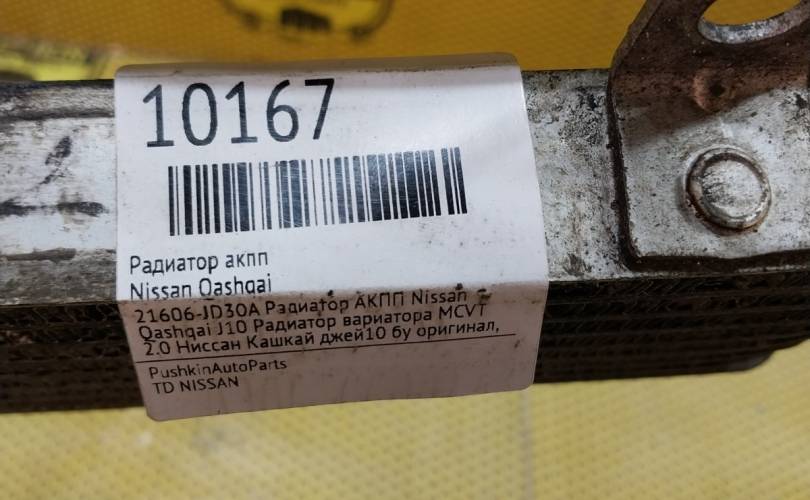 10167
Радиатор акпп
Nissan Qashqai
21606-JD30A Радиатор АКПП Nissan
Qashqai J10 Радиатор вариатора MCVT
2.0 Ниссан Кашкай джей10 бу оригинал,
PushkinAutoParts
TD NISSAN